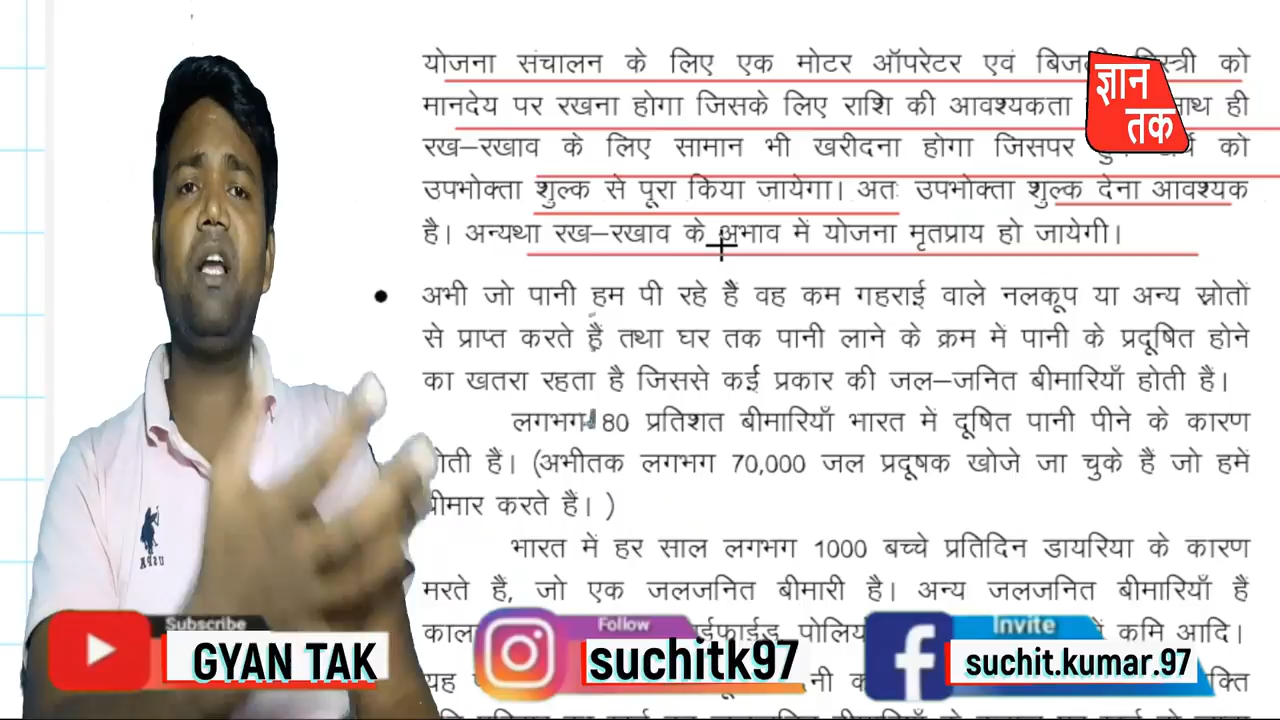 योजना संचालन के लिए एक मोटर ऑपरेटर एवं को
मानदेय पर रखना होगा जिसके लिए राशि की आवश्यकता ही
रख–रखाव के लिए सामान भी खरीदना होगा जिसपर को
उपभोक्ता शुल्क से पूरा किया जायेगा। अतः उपभोक्ता शुल्क देना आवश्यक
है। अन्यथा रख–रखाव के अभाव में योजना मृतप्राय हो जायेगी।
ज्ञान
तक
• अभी जो पानी हम पी रहे हैं वह कम गहराई वाले नलकूप या अन्य स्रोतों
से प्राप्त करते हैं तथा घर तक पानी लाने के क्रम में पानी के प्रदूषित होने
का खतरा रहता है जिससे कई प्रकार की जल–जनित बीमारियाँ होती हैं।
लगभग 80 प्रतिशत बीमारियाँ भारत में दूषित पानी पीने के कारण
हैं। (अभीतक लगभग 70,000 जल प्रदूषक खोजे जा चुके हैं जो हमें
करते हैं। )
भारत में हर साल लगभग 1000 बच्चे प्रतिदिन डायरिया के कारण
मरते हैं, जो एक जलजनित बीमारी है। अन्य जलजनित बीमारियाँ हैं
आदि।
यह
Subscribe
GYAN TAK
Follow
suchitk97
Invite
suchit.kumar.97
U.S. P.A.